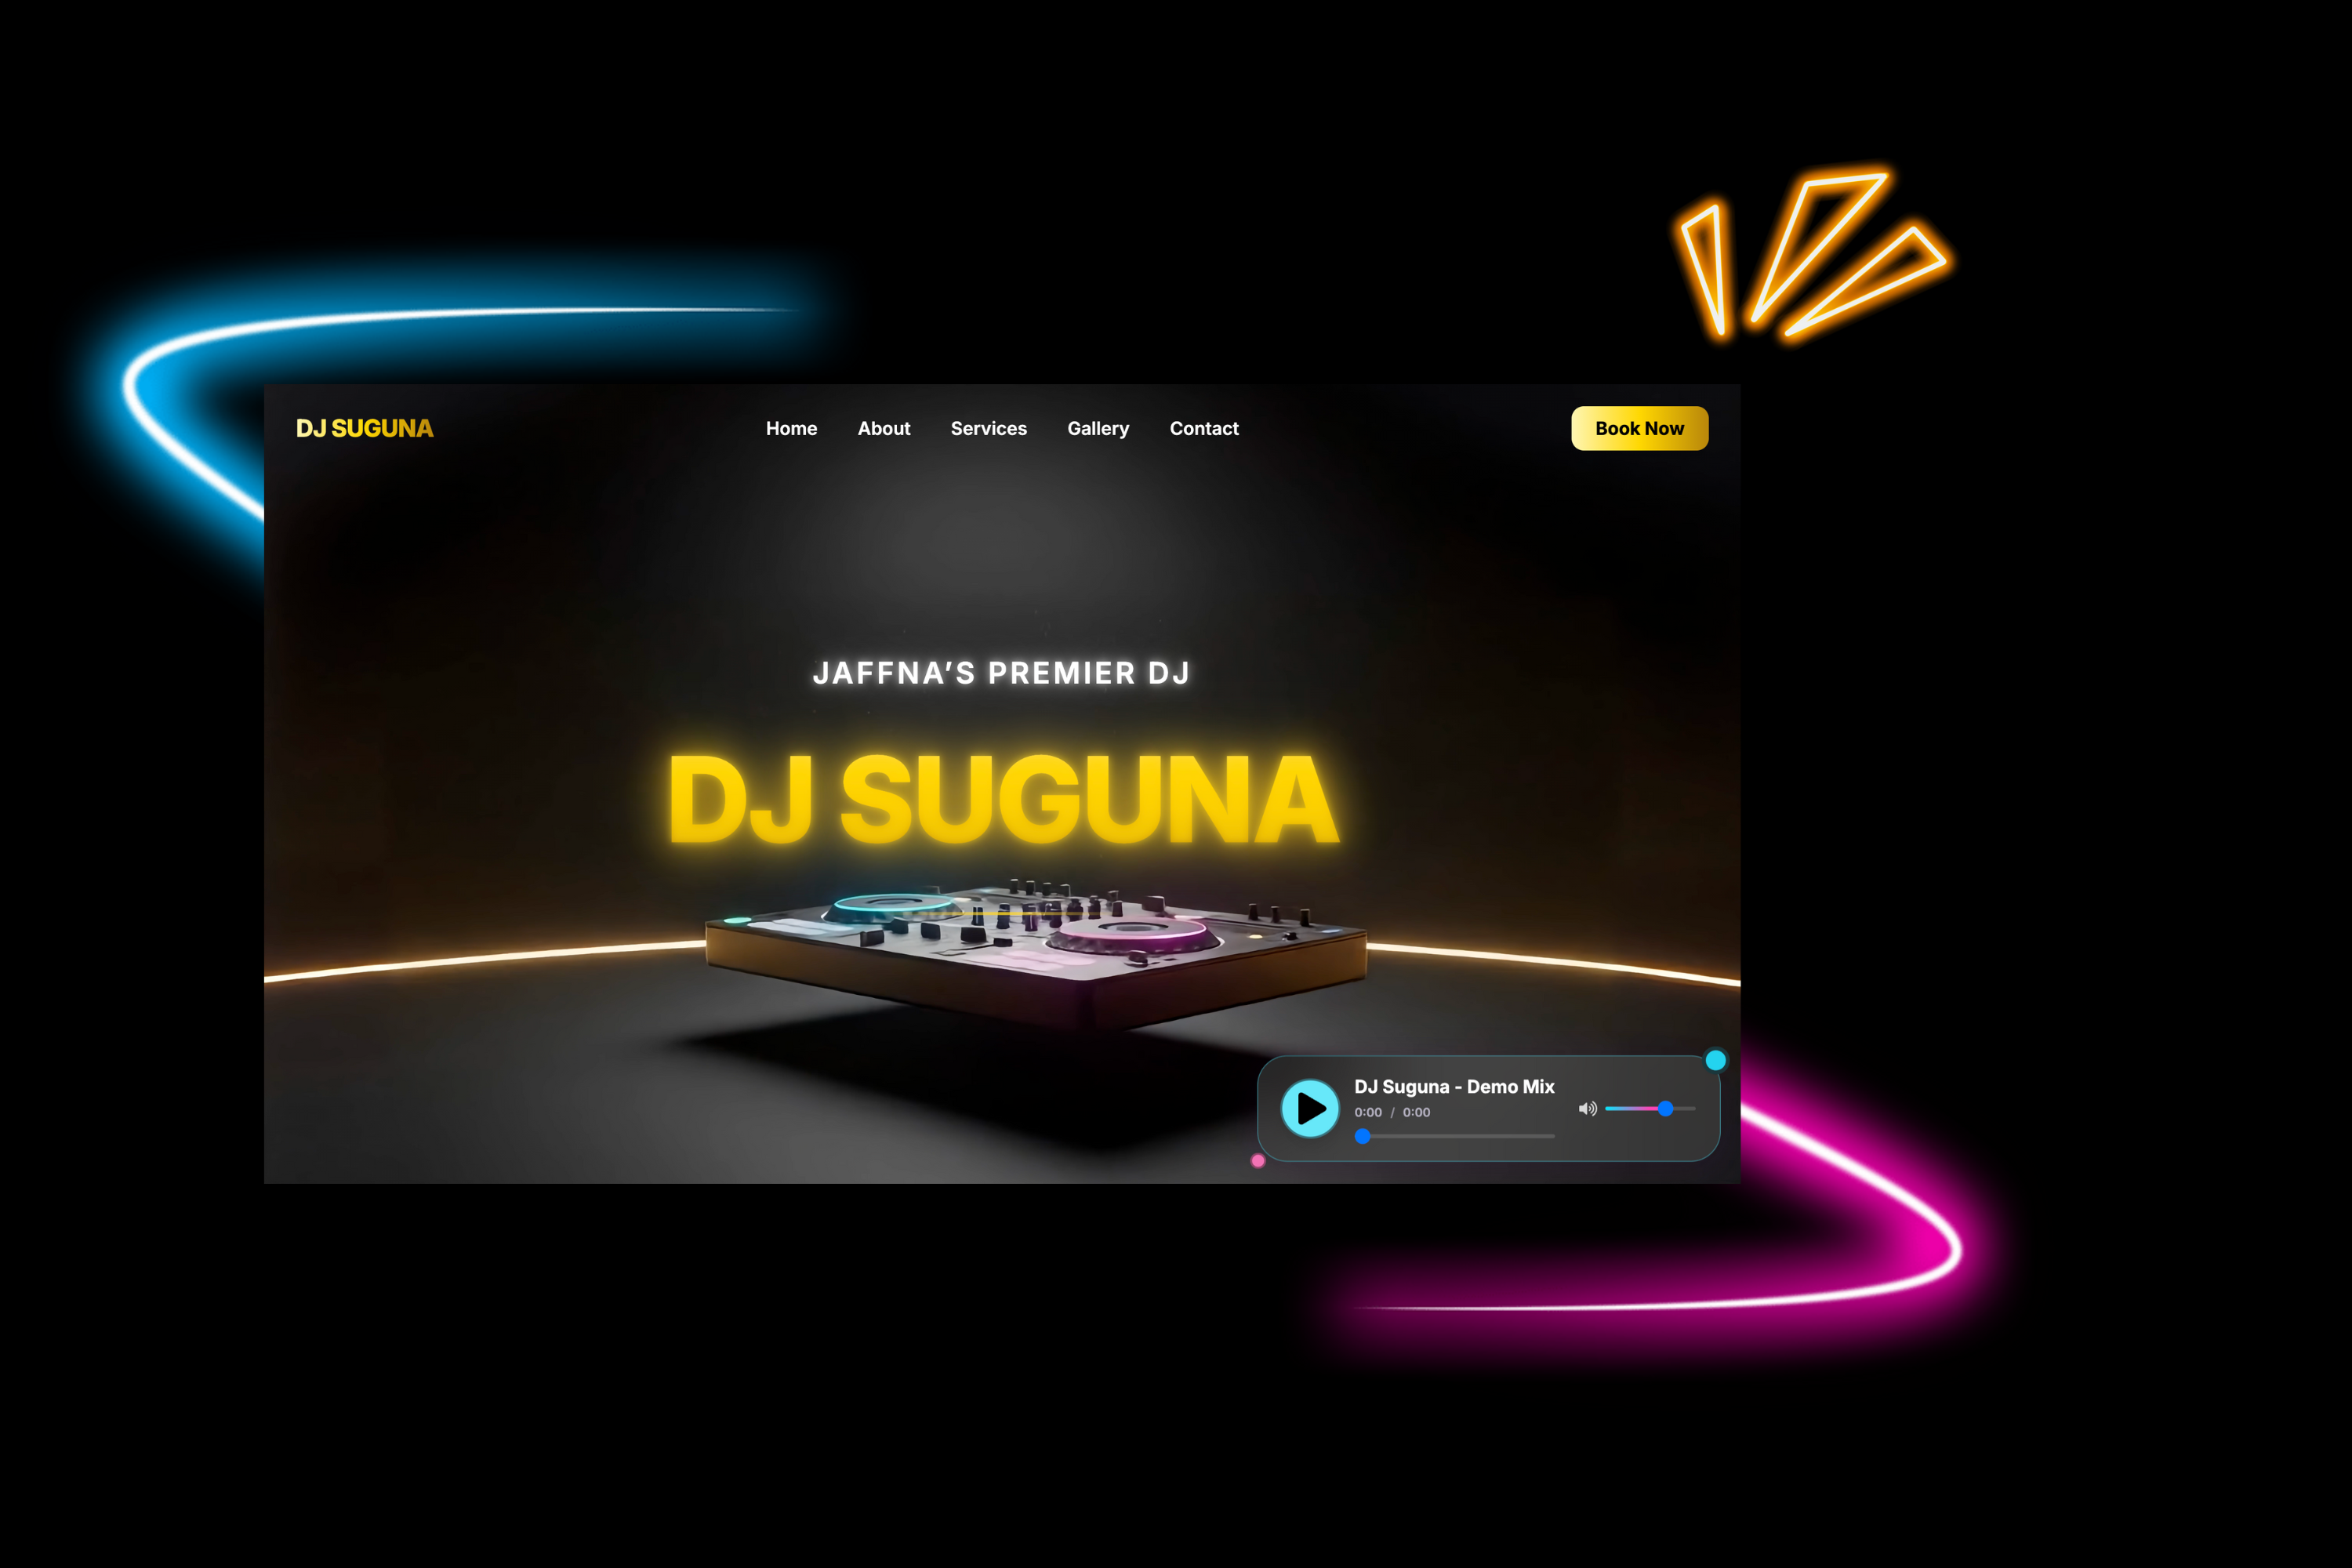 DJ SUGUNA
Home About Services Gallery Contact
Book Now
JAFFNA’S PREMIER DJ
DJ SUGUNA
DJ Suguna - Demo Mix
0:00 / 0:00